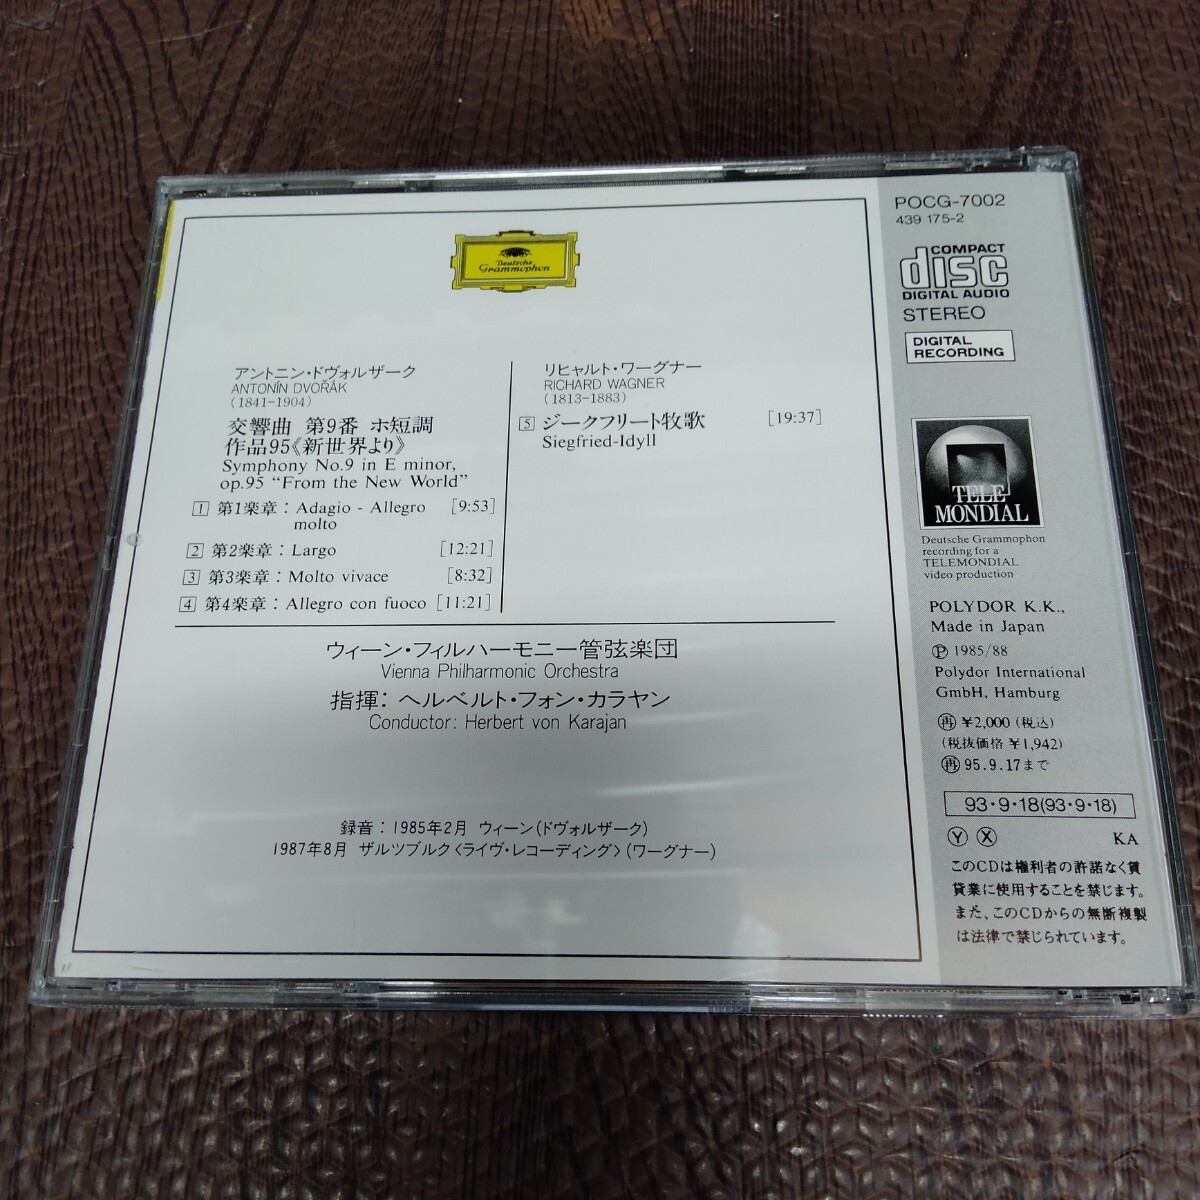 Deutsche
Grammophon
アントニン・ドヴォルザーク
ANTONÍN DVOŘÁK
(1841-1904)
交響曲 第9番 ホ短調
作品95《新世界より》
Symphony No.9 in E minor,
op.95 “From the New World”
1 第1楽章：Adagio - Allegro [9:53]
molto
2 第2楽章：Largo [12:21]
3 第3楽章：Molto vivace [8:32]
4 第4楽章：Allegro con fuoco [11:21]
リヒャルト・ワーグナー
RICHARD WAGNER
(1813-1883)
5 ジークフリート牧歌 [19:37]
Siegfried-Idyll
ウィーン・フィルハーモニー管弦楽団
Vienna Philharmonic Orchestra
指揮：ヘルベルト・フォン・カラヤン
Conductor: Herbert von Karajan
録音：1985年2月 ウィーン(ドヴォルザーク)
1987年8月 ザルツブルク〈ライヴ・レコーディング〉(ワーグナー)
POCG-7002
439 175-2
COMPACT
disc
DIGITAL AUDIO
STEREO
DIGITAL
RECORDING
TELE
MONDIAL
Deutsche Grammophon
recording for a
TELEMONDIAL
video production
POLYDOR K.K.,
Made in Japan
Ⓟ 1985/88
Polydor International
GmbH, Hamburg
㊢ ¥2,000 (税込)
(税抜価格 ¥1,942)
95.9.17まで
93・9・18(93・9・18)
Ⓨ Ⓧ KA
このCDは権利者の許諾なく賃
貸業に使用することを禁じます。
また、このCDからの無断複製
は法律で禁じられています。